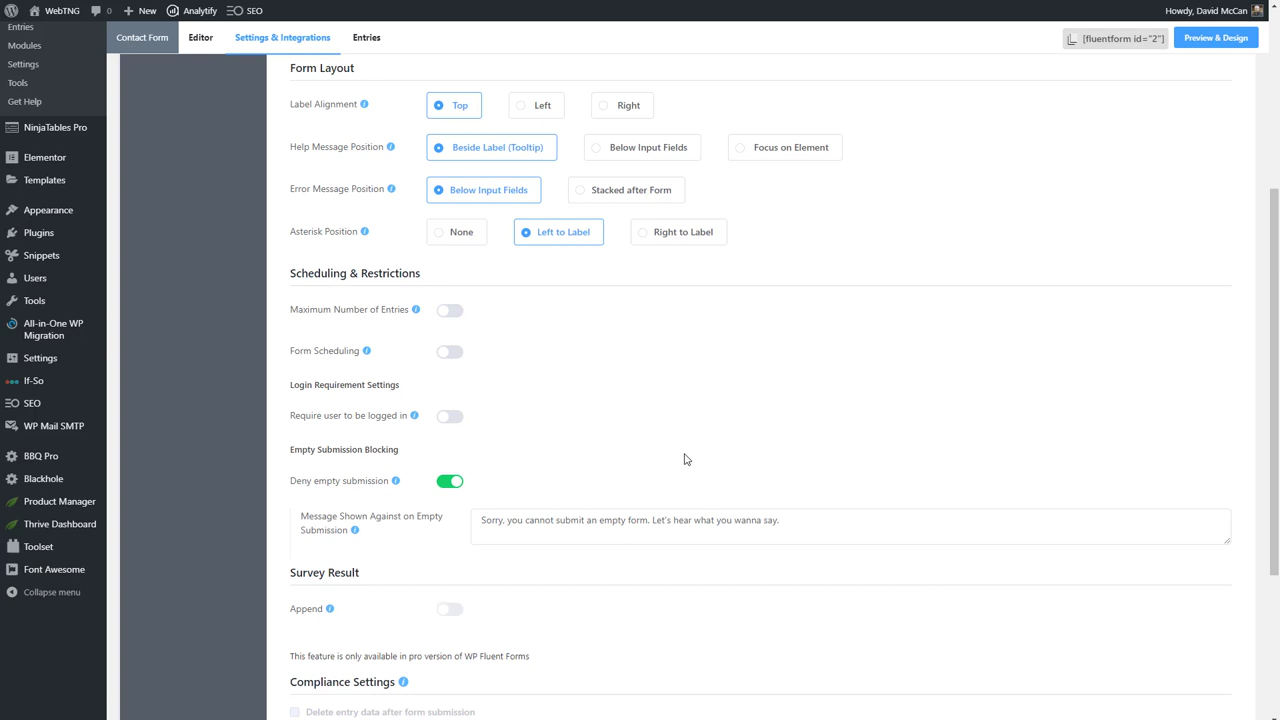 WebTNG 0 New Analytify SEO Howdy, David McCan
Entries
Modules
Settings
Tools
Get Help
NinjaTables Pro
Elementor
Templates
Appearance
Plugins
Snippets
Users
Tools
All-in-One WP
Migration
Settings
If-So
SEO
WP Mail SMTP
BBQ Pro
Blackhole
Product Manager
Thrive Dashboard
Toolset
Font Awesome
Collapse menu
Contact Form Editor Settings & Integrations Entries [fluentform id="2"] Preview & Design
Form Layout
Label Alignment Top Left Right
Help Message Position Beside Label (Tooltip) Below Input Fields Focus on Element
Error Message Position Below Input Fields Stacked after Form
Asterisk Position None Left to Label Right to Label
Scheduling & Restrictions
Maximum Number of Entries
Form Scheduling
Login Requirement Settings
Require user to be logged in
Empty Submission Blocking
Deny empty submission
Message Shown Against on Empty
Submission
Sorry, you cannot submit an empty form. Let's hear what you wanna say.
Survey Result
Append
This feature is only available in pro version of WP Fluent Forms
Compliance Settings
Delete entry data after form submission